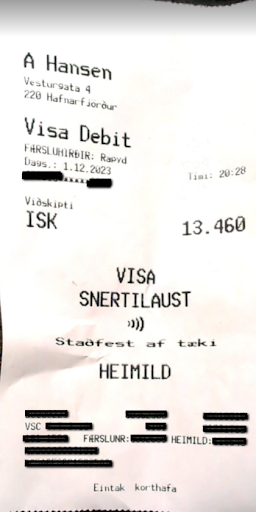 A Hansen
Vesturgata 4
220 Hafnarfjörður
Visa Debit
FÆRSLUHIRÐIR: Rapyd
Dags.: 1.12.2023
Tími: 20:28
Viðskipti
ISK 13.460
VISA
SNERTILAUST
Staðfest af tæki
HEIMILD
VSC
FÆRSLUNR: HEIMILD:
Eintak korthafa